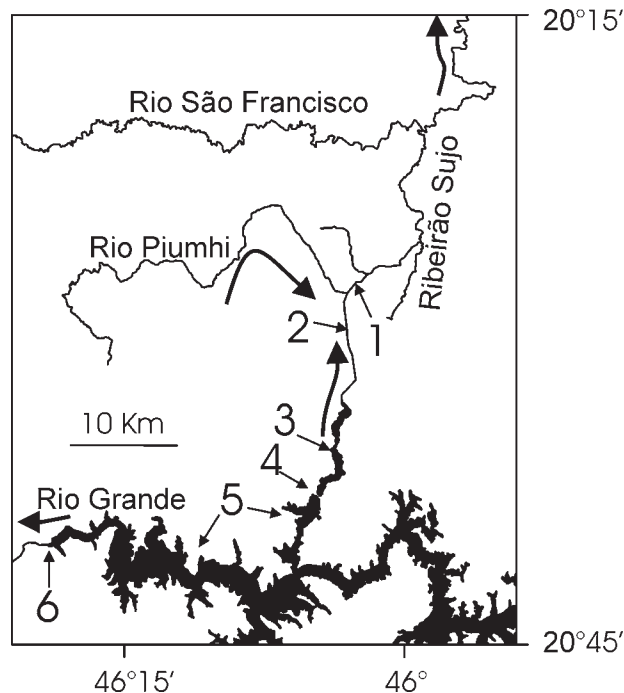 20°15'
Rio São Francisco
Ribeirão Sujo
Rio Piumhi
2
1
10 Km
3
4
Rio Grande
5
6
20°45'
46°15'
46°